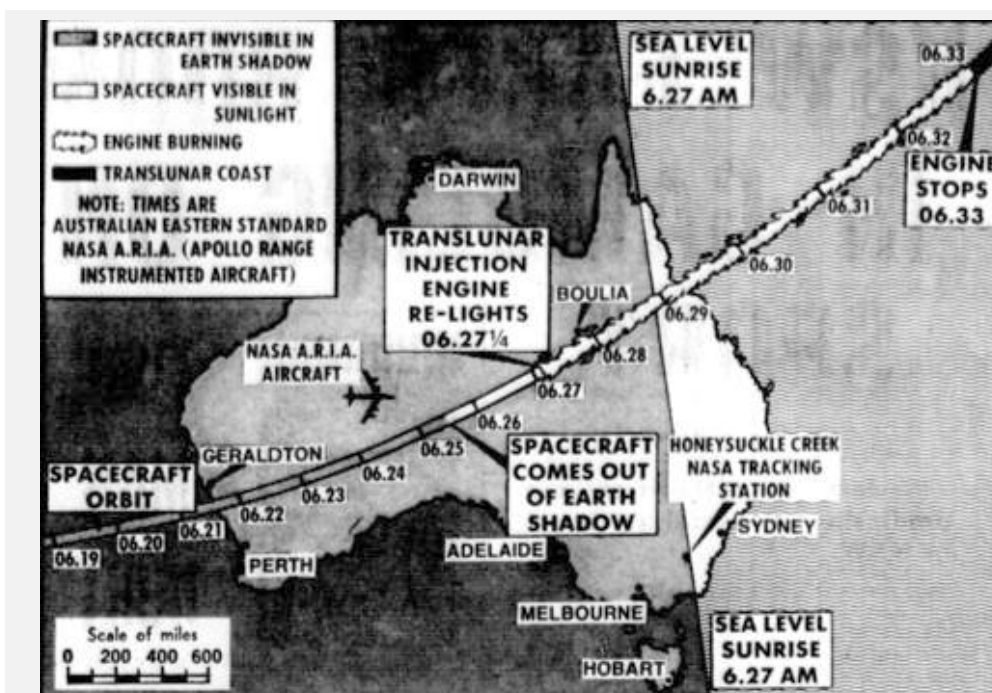 SPACECRAFT INVISIBLE IN
EARTH SHADOW
SPACECRAFT VISIBLE IN
SUNLIGHT
ENGINE BURNING
TRANSLUNAR COAST
NOTE: TIMES ARE
AUSTRALIAN EASTERN STANDARD
NASA A.R.I.A. (APOLLO RANGE
INSTRUMENTED AIRCRAFT)
SEA LEVEL
SUNRISE
6.27 AM
06.33
06.32
ENGINE
STOPS
06.33
06.31
06.30
06.29
DARWIN
TRANSLUNAR
INJECTION
ENGINE
RE-LIGHTS
06.27¼
BOULIA
06.28
06.27
NASA A.R.I.A.
AIRCRAFT
06.26
06.25
06.24
06.23
06.22
06.21
06.20
06.19
GERALDTON
SPACECRAFT
ORBIT
SPACECRAFT
COMES OUT
OF EARTH
SHADOW
HONEYSUCKLE CREEK
NASA TRACKING
STATION
SYDNEY
ADELAIDE
PERTH
MELBOURNE
HOBART
SEA LEVEL
SUNRISE
6.27 AM
Scale of miles
0 200 400 600